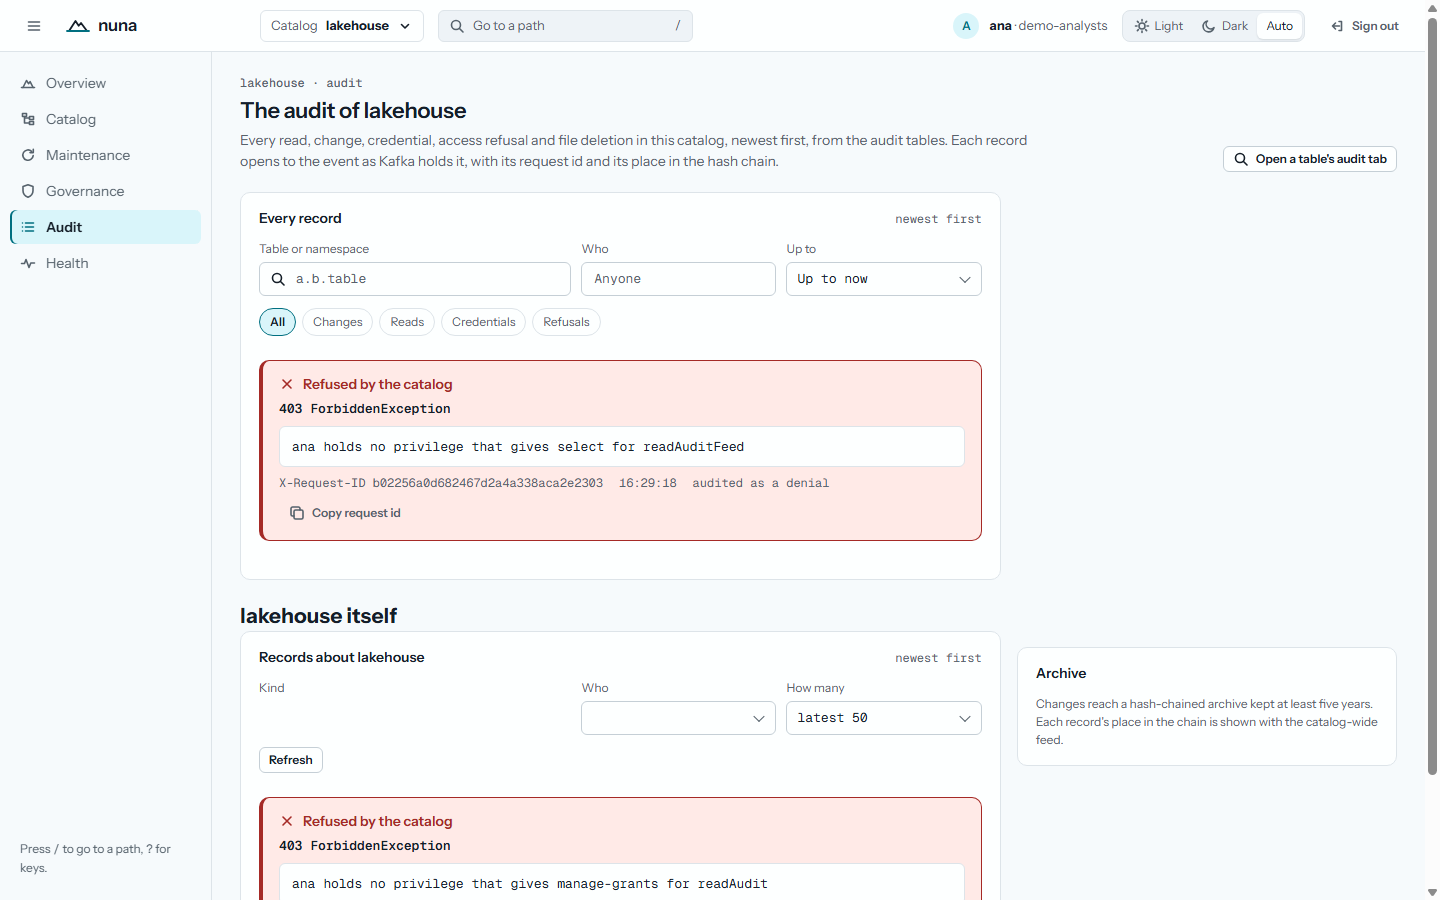 nuna
Catalog lakehouse
Go to a path /
A ana · demo-analysts
Light Dark Auto
Sign out
Overview
Catalog
Maintenance
Governance
Audit
Health
Press / to go to a path, ? for
keys.
lakehouse · audit
The audit of lakehouse
Every read, change, credential, access refusal and file deletion in this catalog, newest first, from the audit tables. Each record
opens to the event as Kafka holds it, with its request id and its place in the hash chain.
Open a table's audit tab
Every record newest first
Table or namespace Who Up to
a.b.table Anyone Up to now
All Changes Reads Credentials Refusals
Refused by the catalog
403 ForbiddenException
ana holds no privilege that gives select for readAuditFeed
X-Request-ID b02256a0d682467d2a4a338aca2e2303 16:29:18 audited as a denial
Copy request id
lakehouse itself
Records about lakehouse newest first
Kind Who How many
latest 50
Refresh
Refused by the catalog
403 ForbiddenException
ana holds no privilege that gives manage-grants for readAudit
Archive
Changes reach a hash-chained archive kept at least five years.
Each record's place in the chain is shown with the catalog-wide
feed.